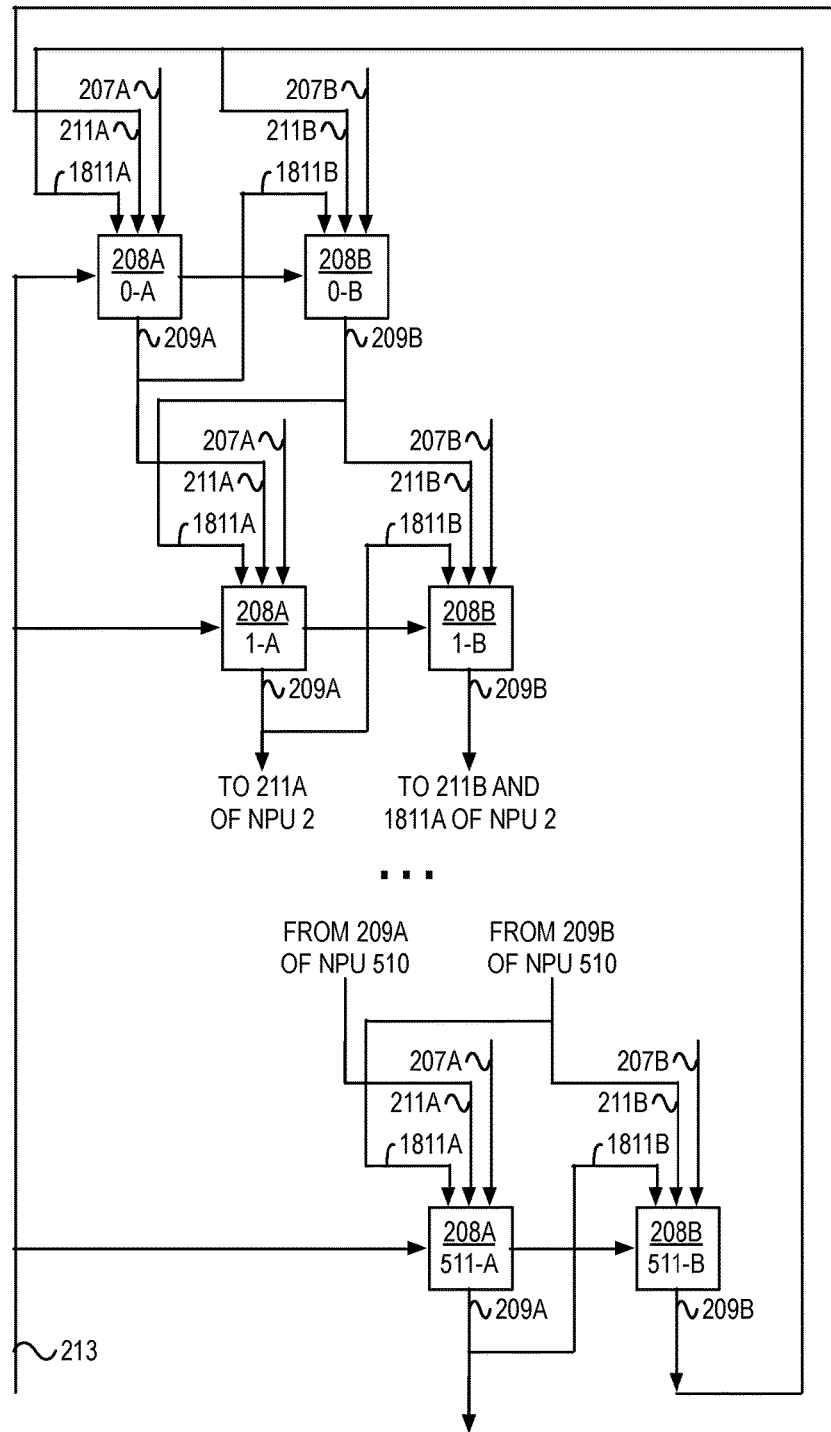 207A
207B
211A
211B
1811A
1811B
208A
0-A
208B
0-B
209A
209B
207A
207B
211A
211B
1811A
1811B
208A
1-A
208B
1-B
209A
209B
TO 211A
OF NPU 2
TO 211B AND
1811A OF NPU 2
...
FROM 209A
OF NPU 510
FROM 209B
OF NPU 510
207A
207B
211A
211B
1811A
1811B
208A
511-A
208B
511-B
209A
209B
213